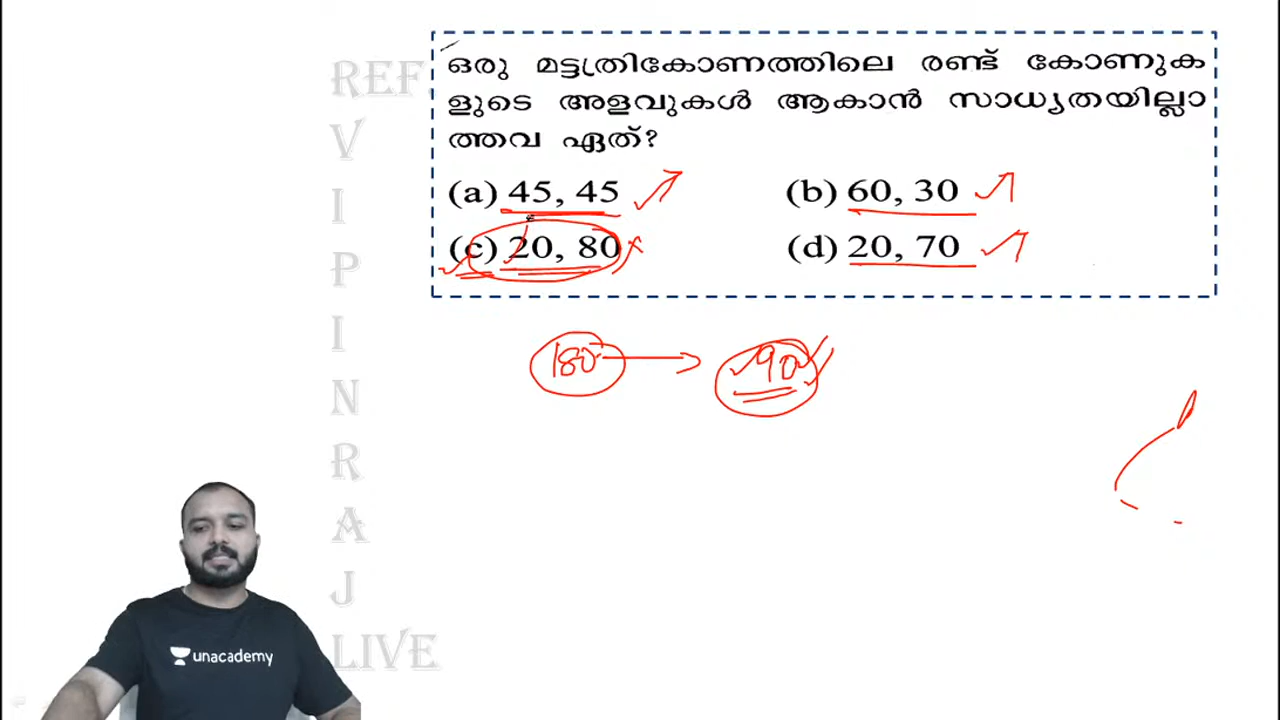 REF
V
I
P
I
N
R
A
J
LIVE
ഒരു മട്ടത്രികോണത്തിലെ രണ്ട് കോണുക
ളുടെ അളവുകൾ ആകാൻ സാധ്യതയില്ലാ
ത്തവ ഏത്?
(a) 45, 45
(b) 60, 30
(c) 20, 80
(d) 20, 70
180°
90
unacademy